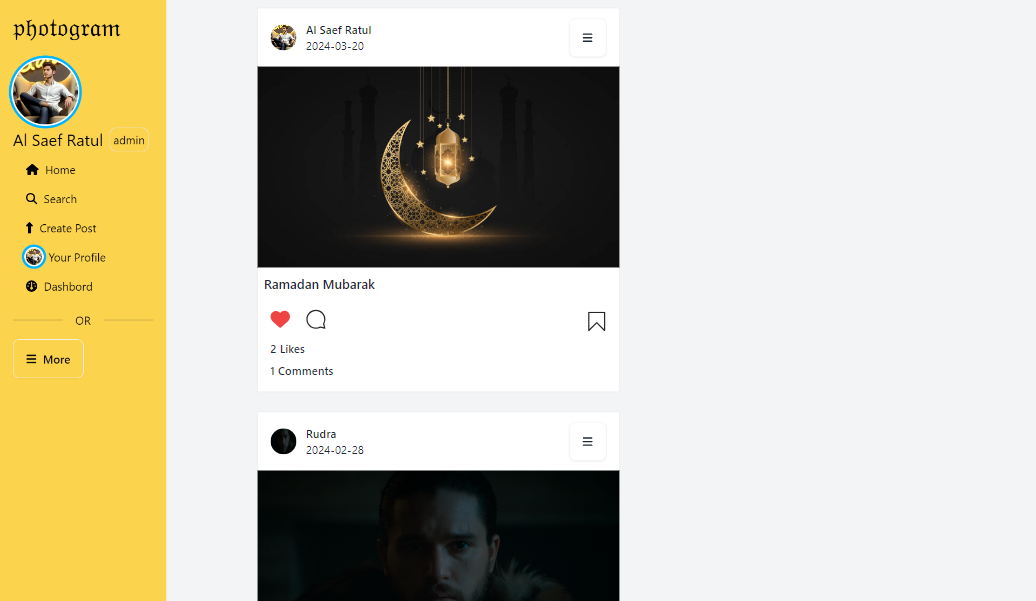 photogram
Al Saef Ratul admin
Home
Search
Create Post
Your Profile
Dashbord
OR
More
Al Saef Ratul
2024-03-20
Ramadan Mubarak
2 Likes
1 Comments
Rudra
2024-02-28